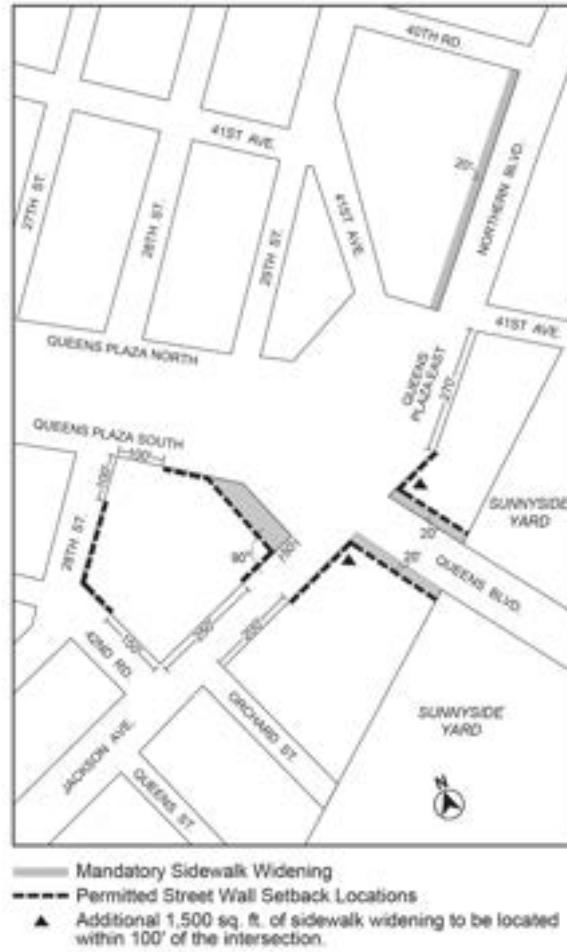 40TH RD.
41ST AVE.
20'
NORTHERN BLVD.
27TH ST.
28TH ST.
29TH ST.
41ST AVE.
41ST AVE.
QUEENS PLAZA NORTH
QUEENS
PLAZA EAST
270'
QUEENS PLAZA SOUTH
100'
100'
SUNNYSIDE
YARD
28TH ST.
90°
20'
20'
QUEENS BLVD.
150'
250'
200'
42ND RD
ORCHARD ST.
SUNNYSIDE
YARD
JACKSON AVE.
QUEENS ST.
N
Mandatory Sidewalk Widening
Permitted Street Wall Setback Locations
Additional 1,500 sq. ft. of sidewalk widening to be located
within 100' of the intersection.